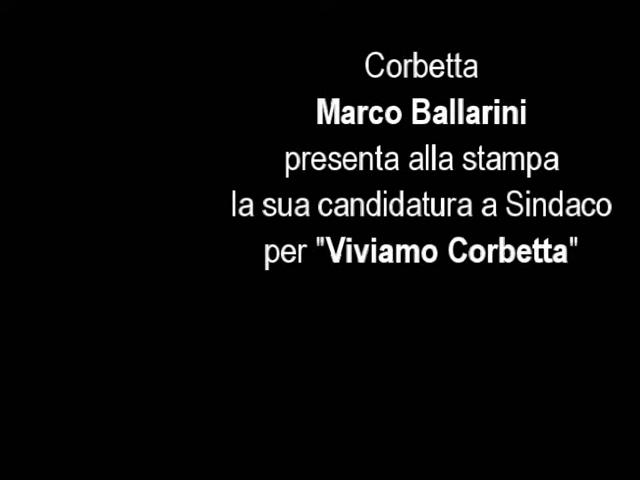 Corbetta
Marco Ballarini
presenta alla stampa
la sua candidatura a Sindaco
per "Viviamo Corbetta"